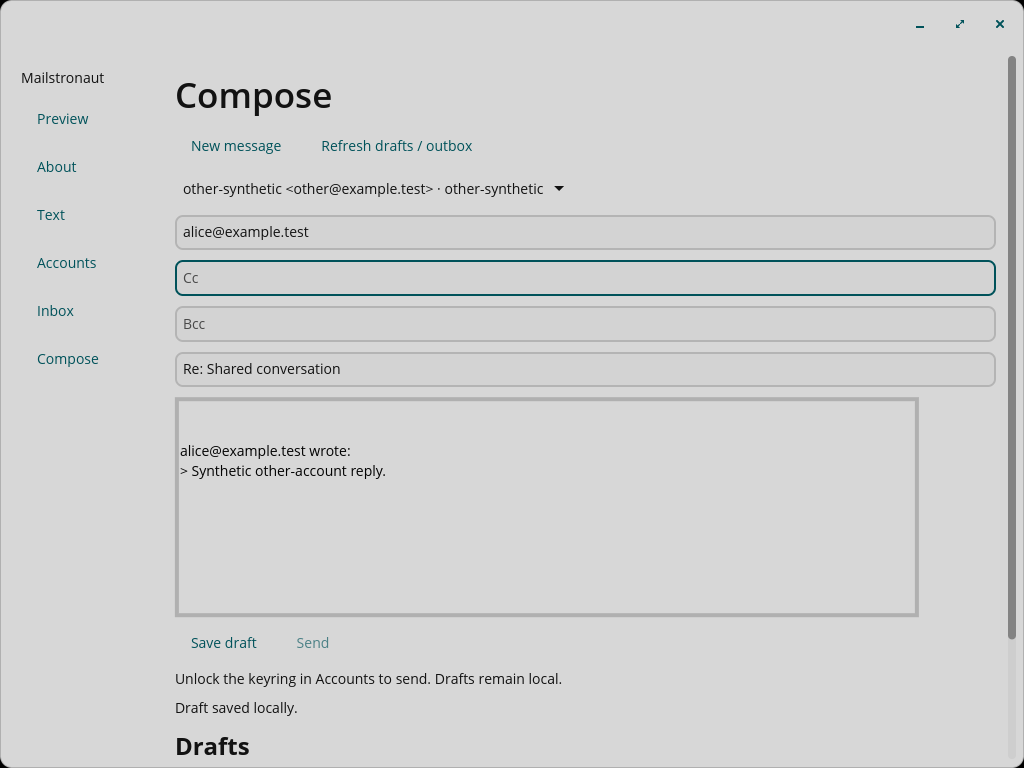 Mailstronaut
Preview
About
Text
Accounts
Inbox
Compose
Compose
New message
Refresh drafts / outbox
other-synthetic <other@example.test> · other-synthetic
alice@example.test
Cc
Bcc
Re: Shared conversation
alice@example.test wrote:
> Synthetic other-account reply.
Save draft
Send
Unlock the keyring in Accounts to send. Drafts remain local.
Draft saved locally.
Drafts